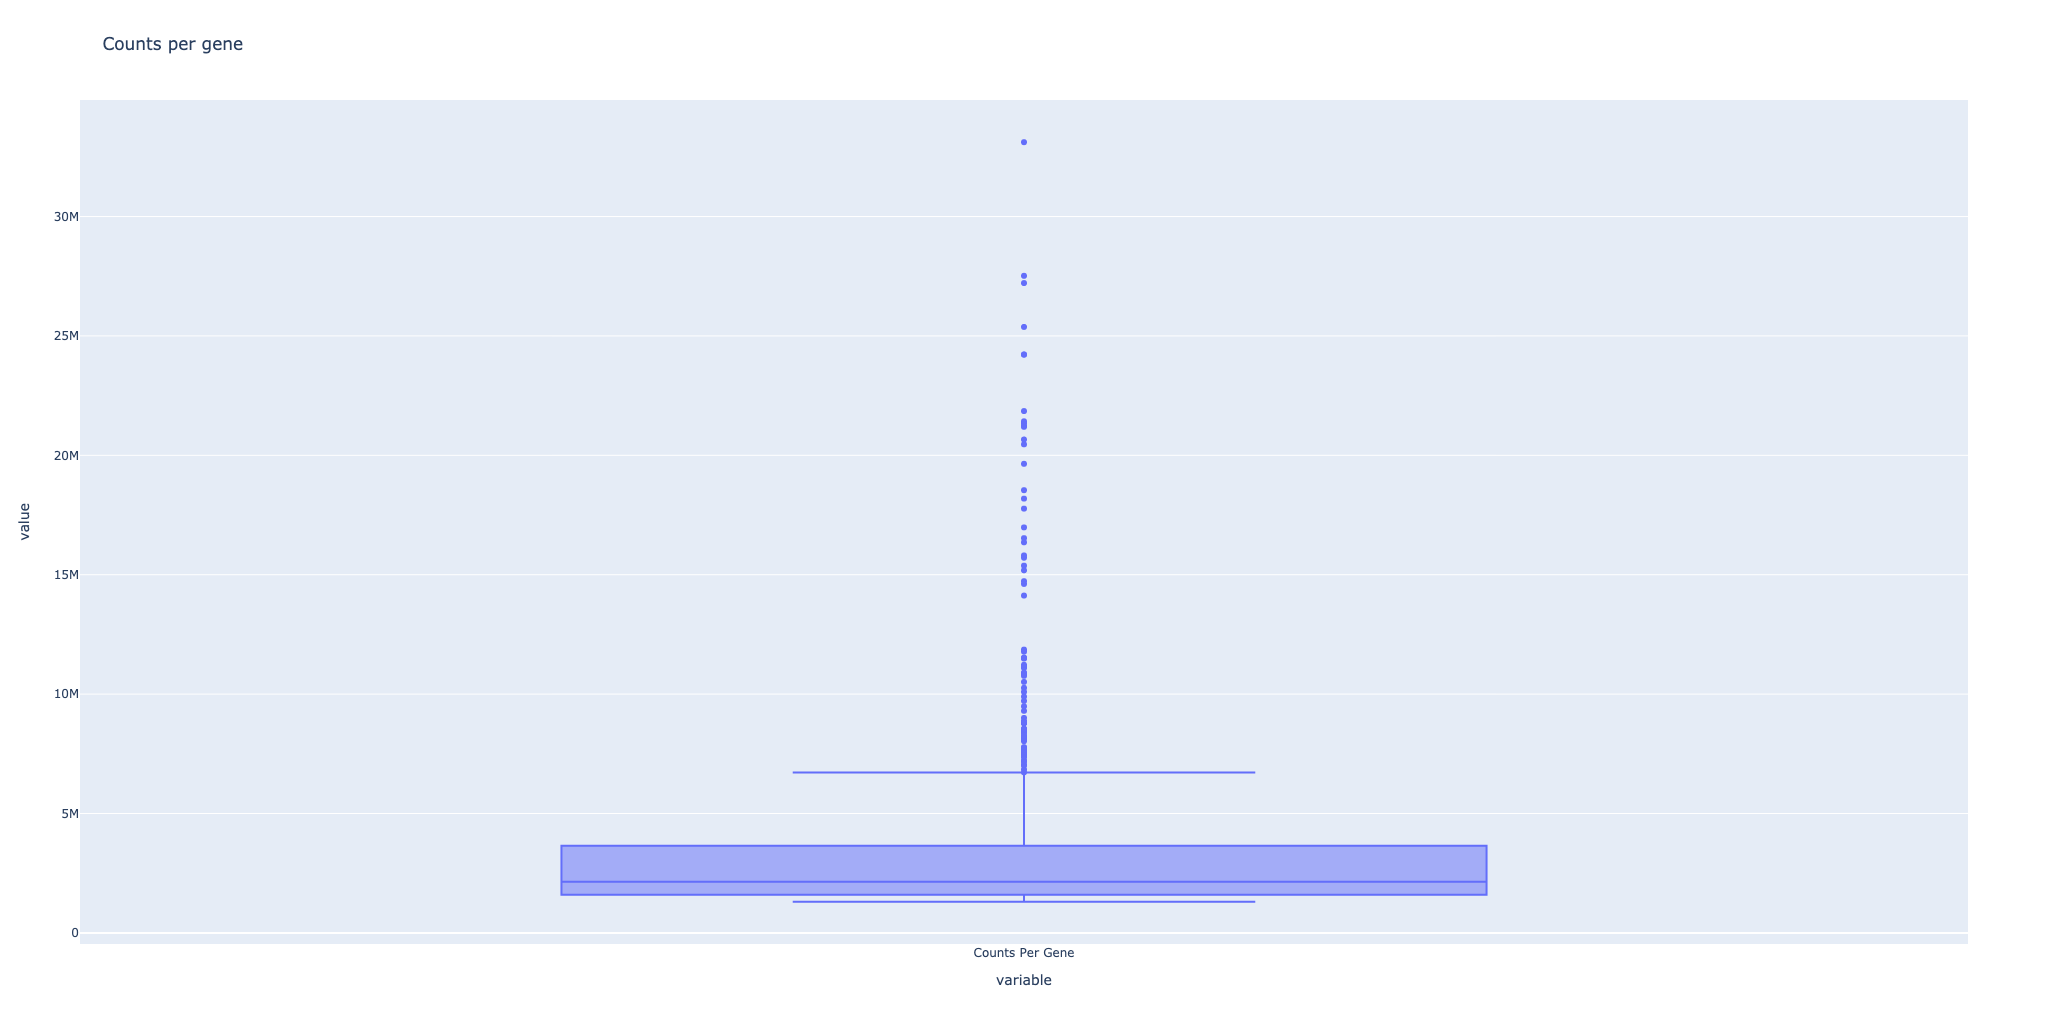 Counts per gene
30M
25M
20M
15M
10M
5M
0
value
Counts Per Gene
variable